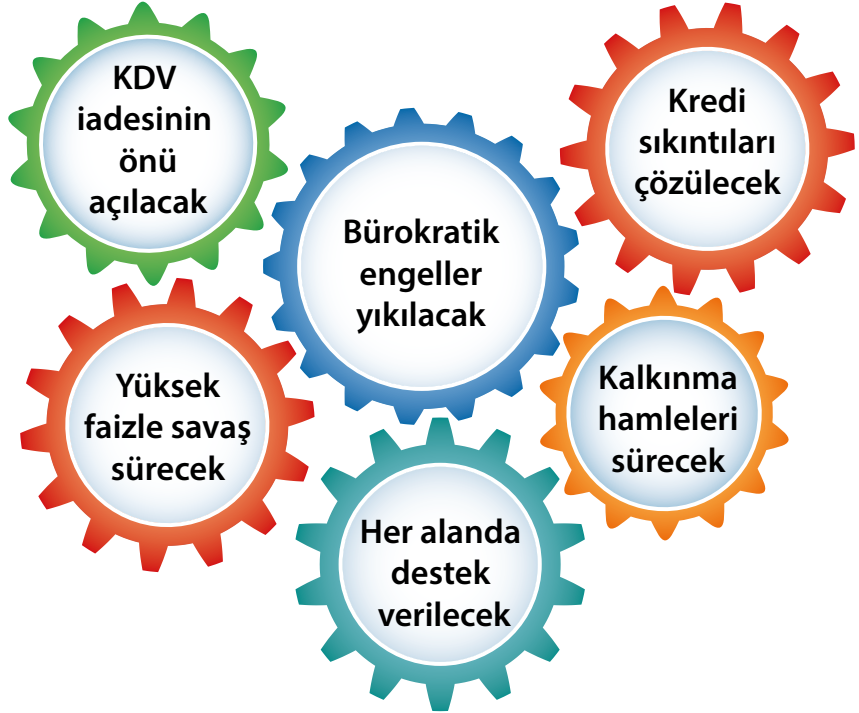 KDV
iadesinin
önü
açılacak
Kredi
sıkıntıları
çözülecek
Bürokratik
engeller
yıkılacak
Yüksek
faizle savaş
sürecek
Kalkınma
hamleleri
sürecek
Her alanda
destek
verilecek